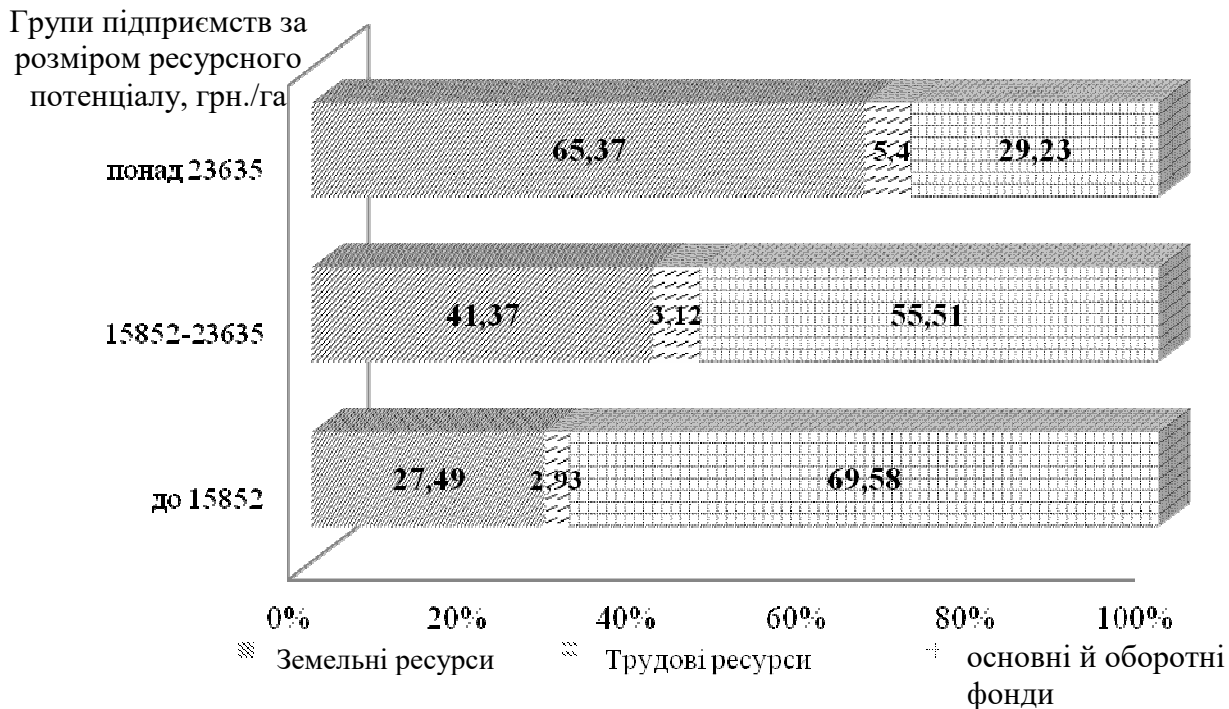 Групи підприємств за
розміром ресурсного
потенціалу, грн./га
понад 23635
65,37
5,4
29,23
15852-23635
41,37
3,12
55,51
до 15852
27,49
2,93
69,58
0%
20%
40%
60%
80%
100%
Земельні ресурси
Трудові ресурси
основні й оборотні
фонди